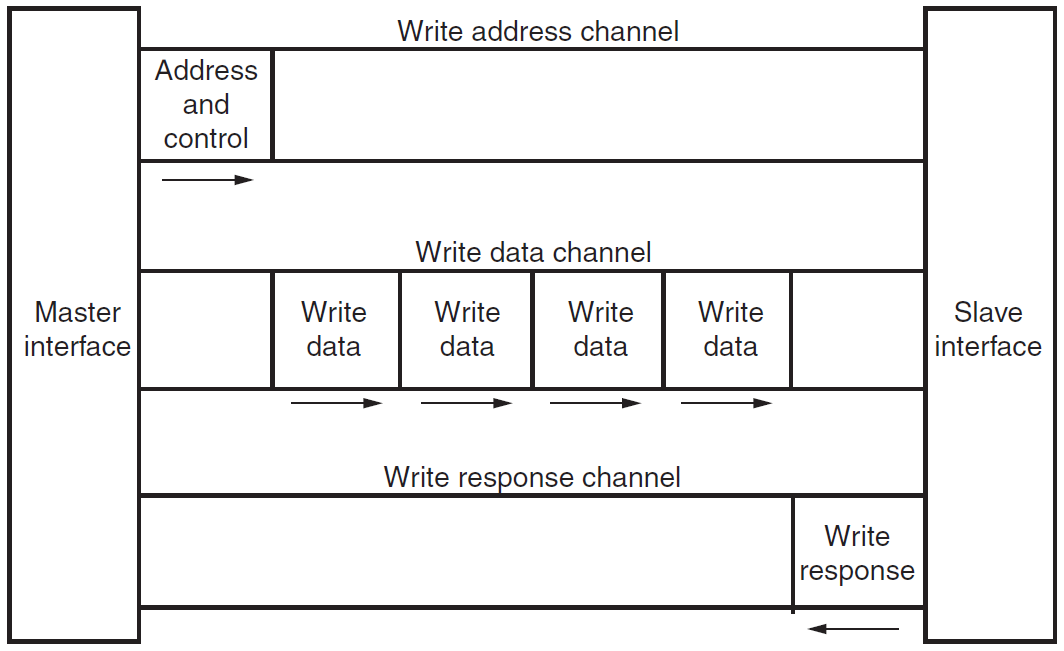 Write address channel
Address
and
control
Write data channel
Master
interface
Write
data
Write
data
Write
data
Write
data
Slave
interface
Write response channel
Write
response